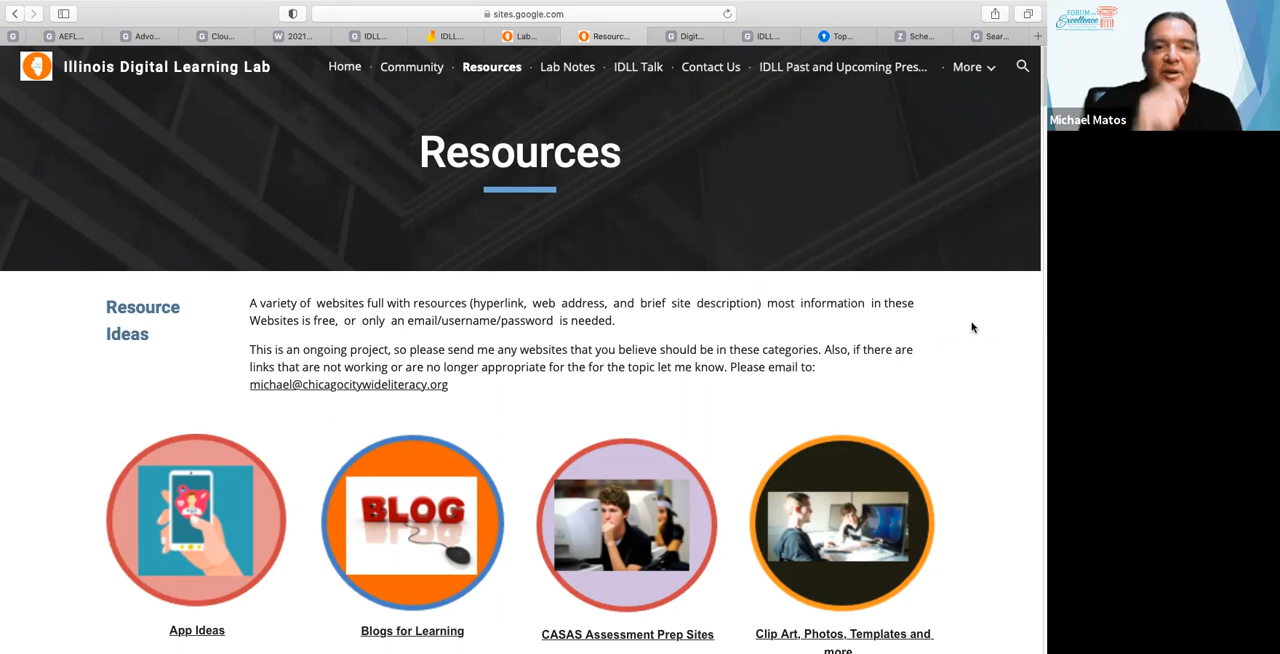 sites.google.com
AEFL...
Advo...
Clou...
2021...
IDLL...
IDLL...
Lab...
Resourc...
Digit...
IDLL...
Top...
Sche...
Sear...
Illinois Digital Learning Lab
Home · Community · Resources · Lab Notes · IDLL Talk · Contact Us · IDLL Past and Upcoming Pres... · More
FORUM FOR
Excellence
Michael Matos
Resources
Resource
Ideas
A variety of websites full with resources (hyperlink, web address, and brief site description) most information in these
Websites is free, or only an email/username/password is needed.
This is an ongoing project, so please send me any websites that you believe should be in these categories. Also, if there are
links that are not working or are no longer appropriate for the for the topic let me know. Please email to:
michael@chicagocitywideliteracy.org
BLOG
App Ideas
Blogs for Learning
CASAS Assessment Prep Sites
Clip Art, Photos, Templates and
more